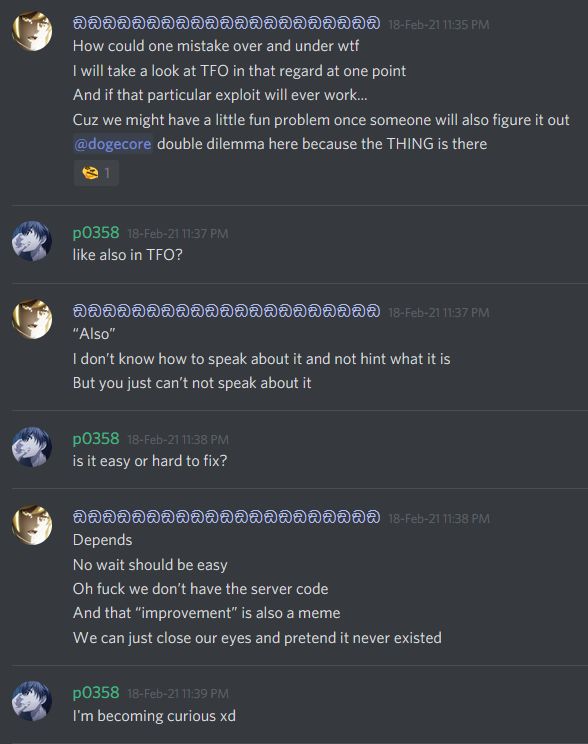 ඞඞඞඞඞඞඞඞඞඞඞඞඞඞඞඞඞඞඞඞඞ 18-Feb-21 11:35 PM
How could one mistake over and under wtf
I will take a look at TFO in that regard at one point
And if that particular exploit will ever work...
Cuz we might have a little fun problem once someone will also figure it out
@dogecore double dilemma here because the THING is there
1
p0358 18-Feb-21 11:37 PM
like also in TFO?
ඞඞඞඞඞඞඞඞඞඞඞඞඞඞඞඞඞඞඞඞඞ 18-Feb-21 11:37 PM
“Also”
I don’t know how to speak about it and not hint what it is
But you just can’t not speak about it
p0358 18-Feb-21 11:38 PM
is it easy or hard to fix?
ඞඞඞඞඞඞඞඞඞඞඞඞඞඞඞඞඞඞඞඞඞ 18-Feb-21 11:38 PM
Depends
No wait should be easy
Oh fuck we don’t have the server code
And that “improvement” is also a meme
We can just close our eyes and pretend it never existed
p0358 18-Feb-21 11:39 PM
I’m becoming curious xd